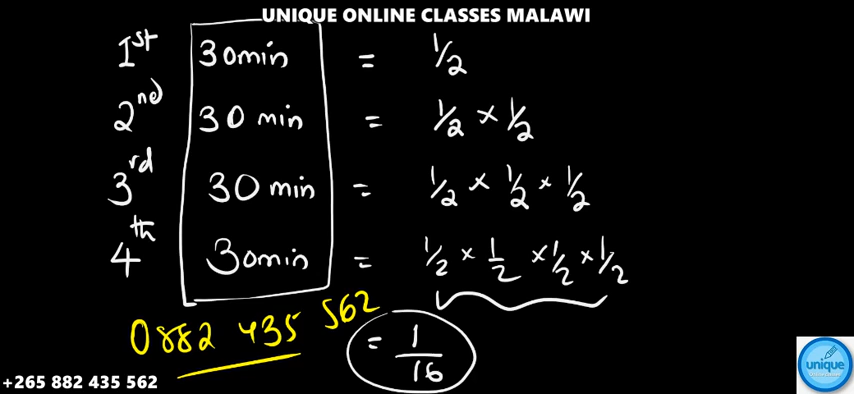 UNIQUE ONLINE CLASSES MALAWI
1st 30min = 1/2
2nd 30 min = 1/2 × 1/2
3rd 30 min = 1/2 × 1/2 × 1/2
4th 30min = 1/2 × 1/2 × 1/2 × 1/2
0882 435 562
= 1/16
+265 882 435 562
unique